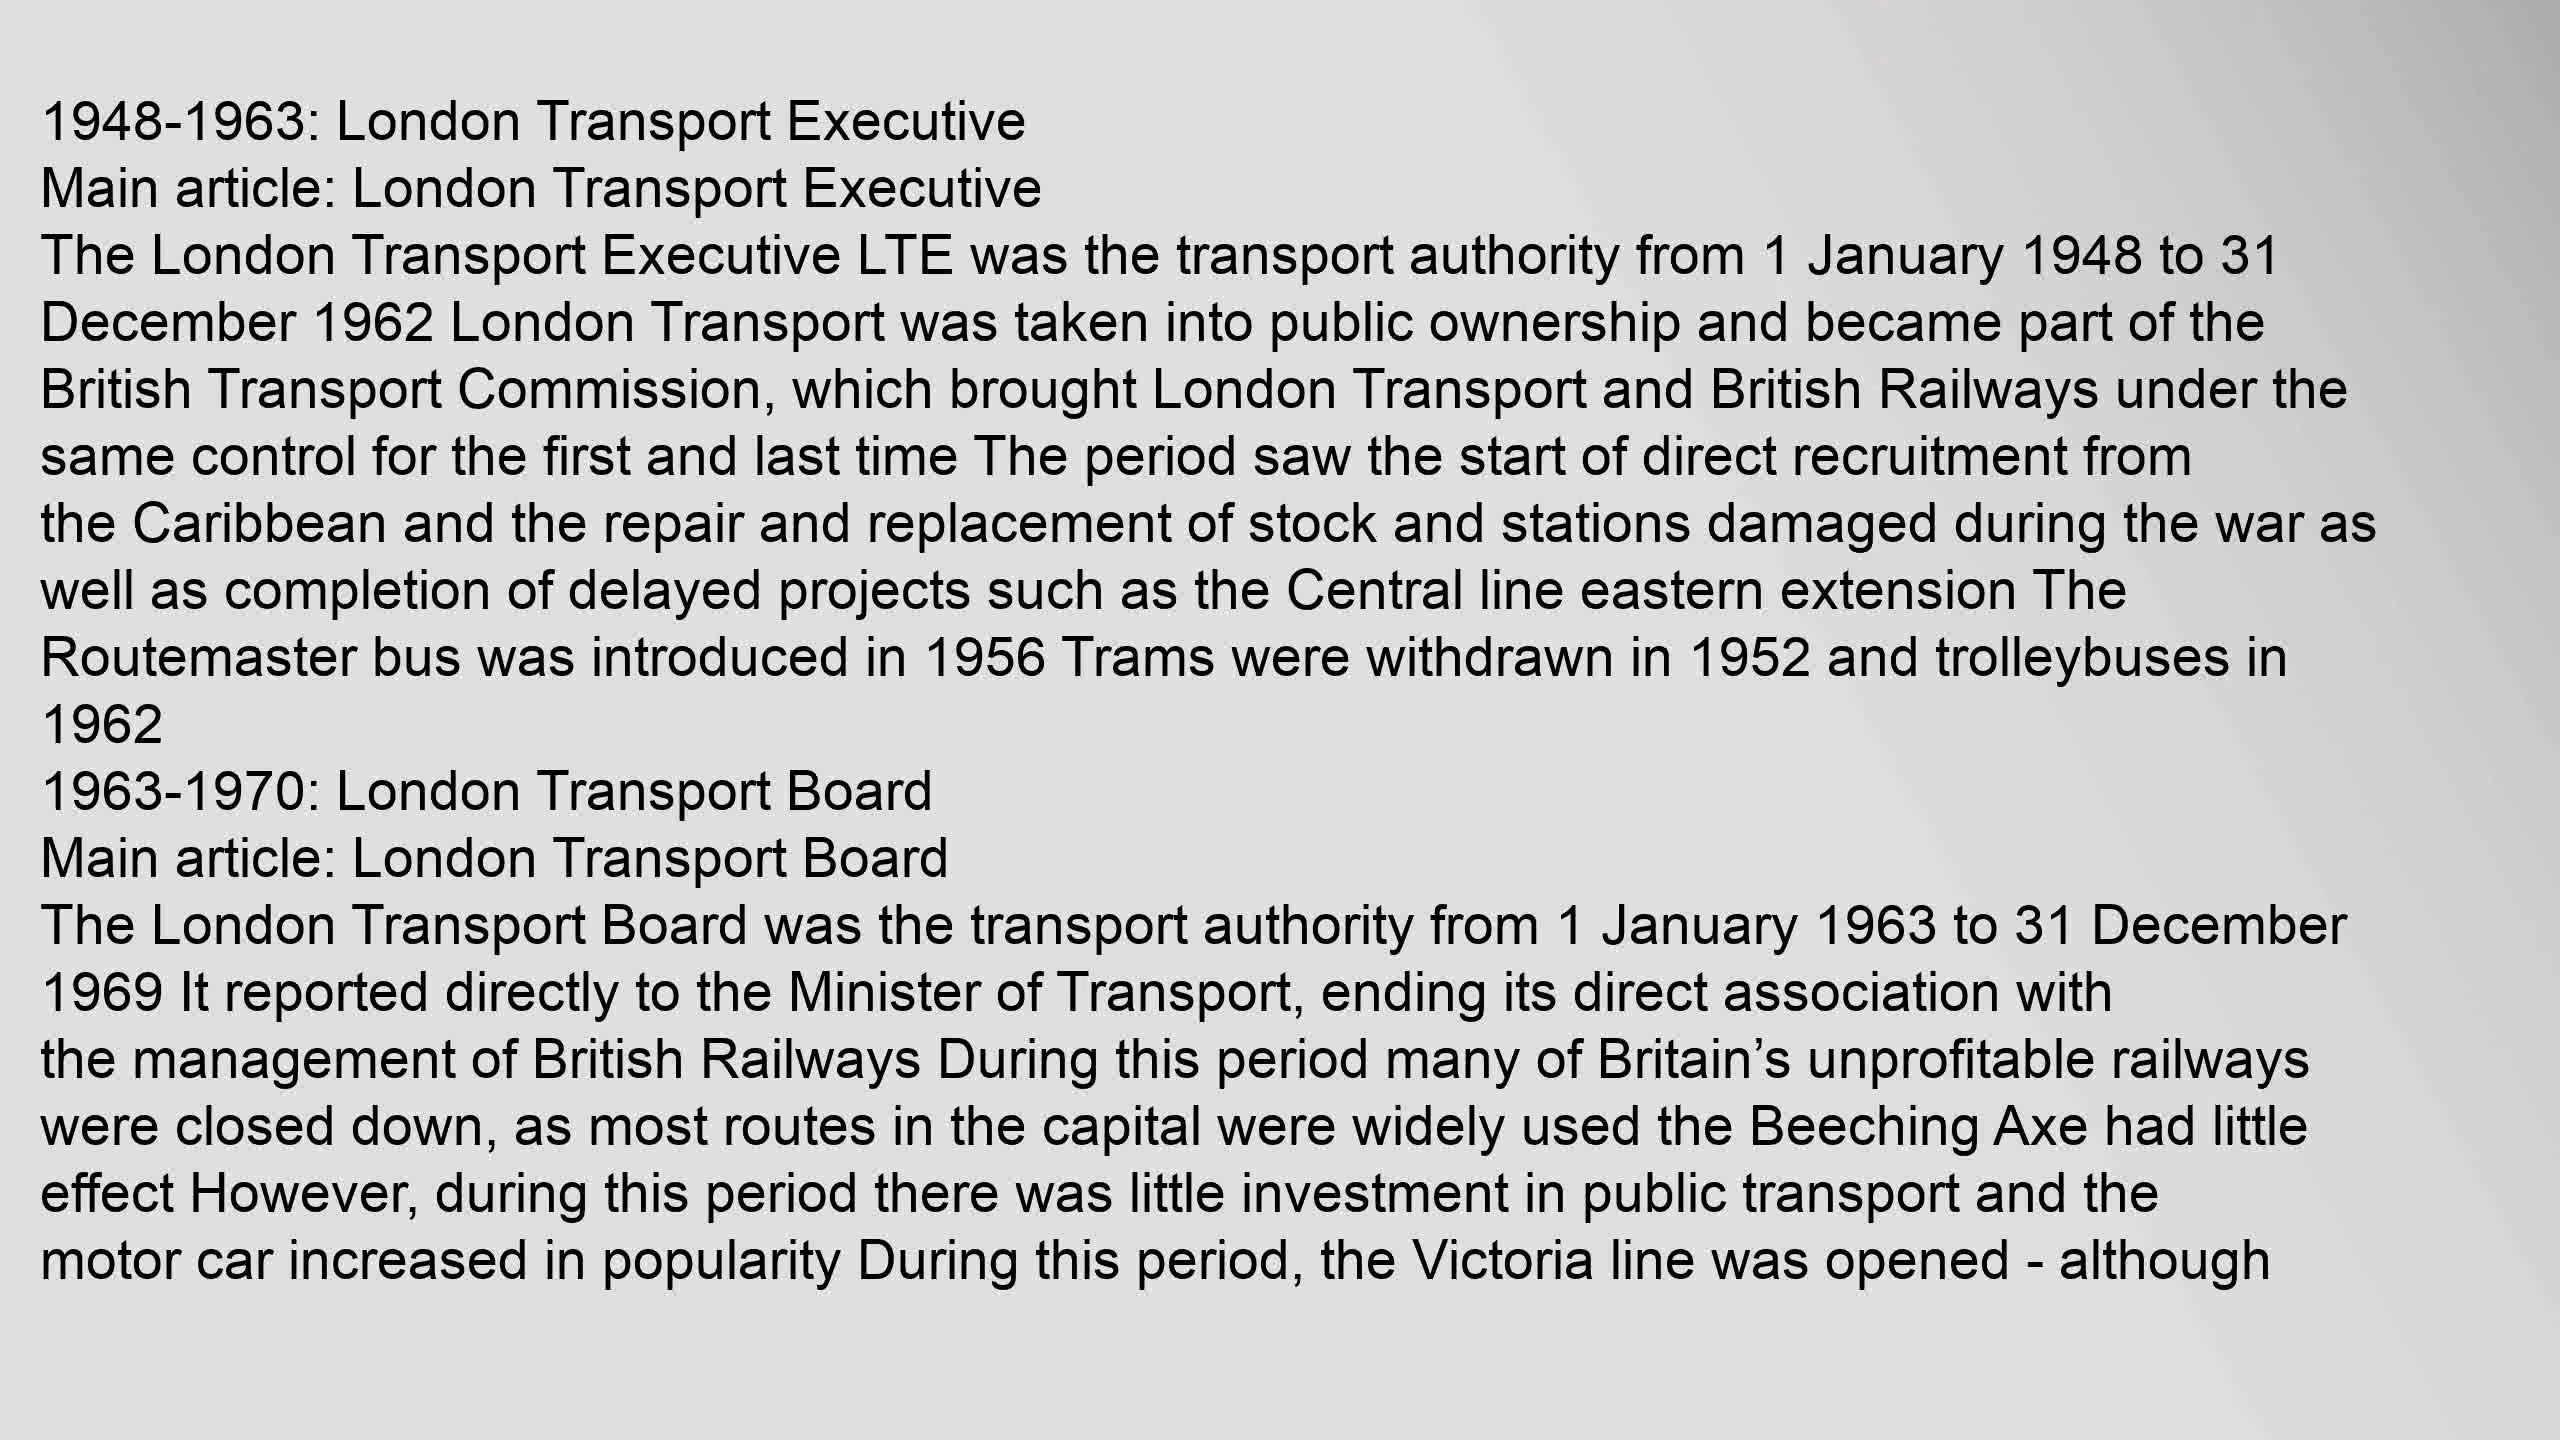 1948-1963: London Transport Executive
Main article: London Transport Executive
The London Transport Executive LTE was the transport authority from 1 January 1948 to 31
December 1962 London Transport was taken into public ownership and became part of the
British Transport Commission, which brought London Transport and British Railways under the
same control for the first and last time The period saw the start of direct recruitment from
the Caribbean and the repair and replacement of stock and stations damaged during the war as
well as completion of delayed projects such as the Central line eastern extension The
Routemaster bus was introduced in 1956 Trams were withdrawn in 1952 and trolleybuses in
1962
1963-1970: London Transport Board
Main article: London Transport Board
The London Transport Board was the transport authority from 1 January 1963 to 31 December
1969 It reported directly to the Minister of Transport, ending its direct association with
the management of British Railways During this period many of Britain’s unprofitable railways
were closed down, as most routes in the capital were widely used the Beeching Axe had little
effect However, during this period there was little investment in public transport and the
motor car increased in popularity During this period, the Victoria line was opened - although